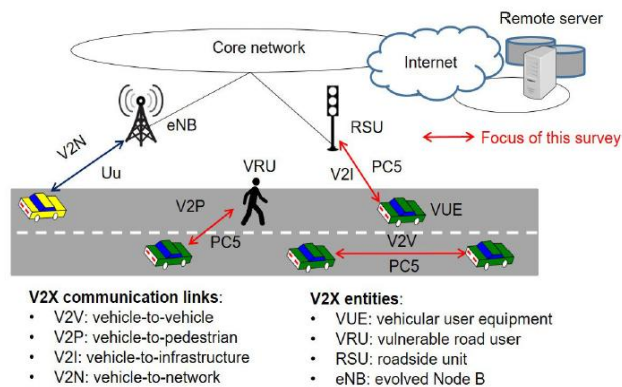 Remote server
Core network
Internet
eNB
RSU
Focus of this survey
V2N
Uu
VRU
V2I
PC5
V2P
PC5
VUE
V2V
PC5
V2X communication links:
• V2V: vehicle-to-vehicle
• V2P: vehicle-to-pedestrian
• V2I: vehicle-to-infrastructure
• V2N: vehicle-to-network
V2X entities:
• VUE: vehicular user equipment
• VRU: vulnerable road user
• RSU: roadside unit
• eNB: evolved Node B